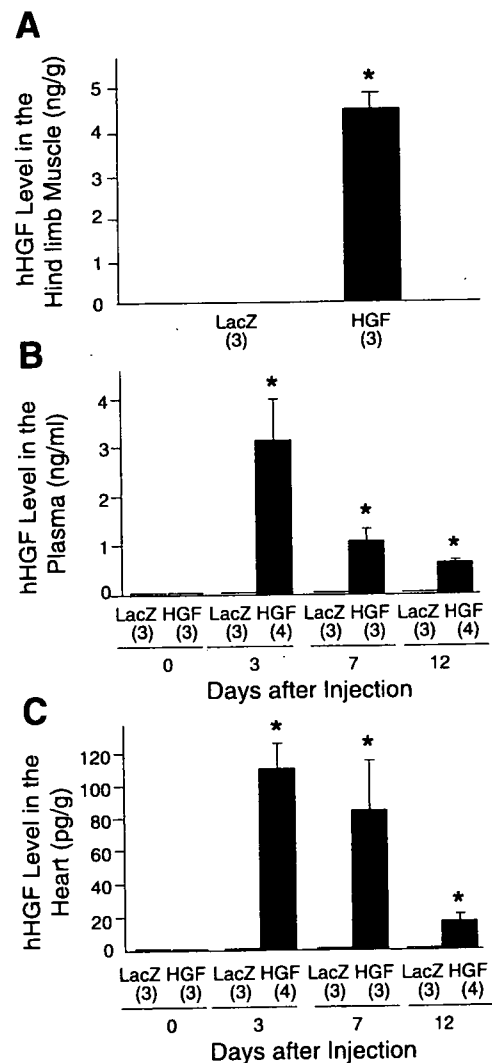 A
hHGF Level in the
Hind limb Muscle (ng/g)
5
4
3
2
1
0
*
LacZ HGF
(3) (3)
B
hHGF Level in the
Plasma (ng/ml)
4
3
2
1
0
* * *
LacZ HGF LacZ HGF LacZ HGF LacZ HGF
(3) (3) (3) (4) (3) (3) (3) (4)
0 3 7 12
Days after Injection
C
hHGF Level in the
Heart (pg/g)
120
100
80
60
40
20
0
* * *
LacZ HGF LacZ HGF LacZ HGF LacZ HGF
(3) (3) (3) (4) (3) (3) (3) (4)
0 3 7 12
Days after Injection